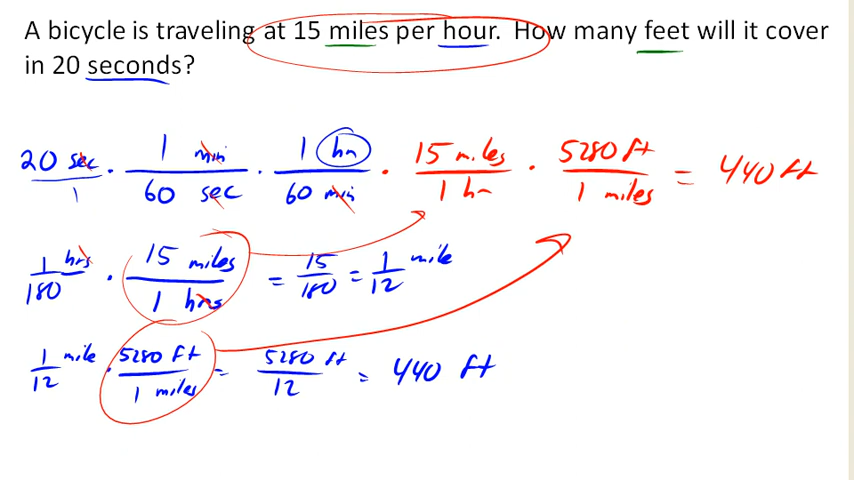 A bicycle is traveling at 15 miles per hour. How many feet will it cover
in 20 seconds?
20 sec/1 · 1 min/60 sec · 1 hr/60 min · 15 miles/1 hr · 5280 ft/1 miles = 440 ft
1/180 hrs · 15 miles/1 hrs = 15/180 = 1/12 mile
1/12 mile · 5280 ft/1 miles = 5280 ft/12 = 440 ft